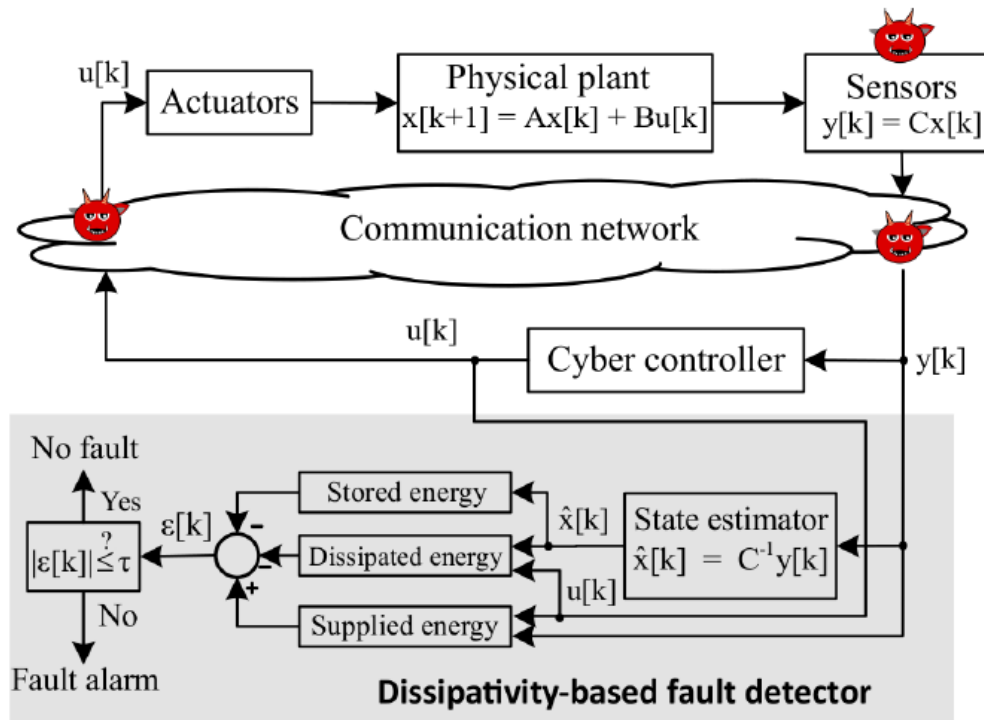 u[k]
Actuators
Physical plant
x[k+1] = Ax[k] + Bu[k]
Sensors
y[k] = Cx[k]
Communication network
u[k]
Cyber controller
y[k]
No fault
Yes
|ε[k]| ≤ τ
?
No
Fault alarm
ε[k]
−
−
+
Stored energy
Dissipated energy
Supplied energy
x̂[k]
u[k]
State estimator
x̂[k] = C⁻¹y[k]
Dissipativity-based fault detector